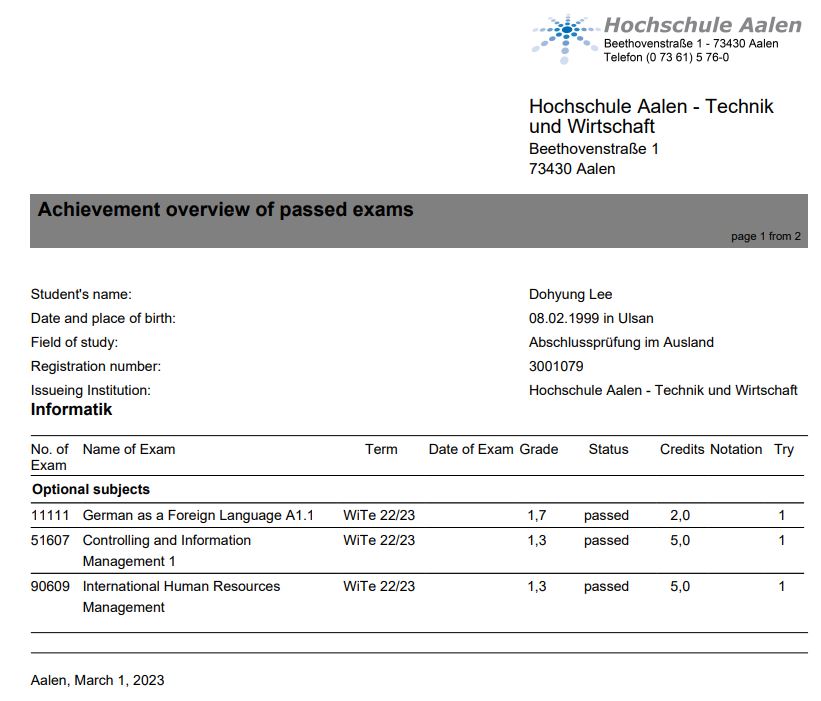 Hochschule Aalen
Beethovenstraße 1 - 73430 Aalen
Telefon (0 73 61) 5 76-0
Hochschule Aalen - Technik
und Wirtschaft
Beethovenstraße 1
73430 Aalen
Achievement overview of passed exams
page 1 from 2
Student's name: Dohyung Lee
Date and place of birth: 08.02.1999 in Ulsan
Field of study: Abschlussprüfung im Ausland
Registration number: 3001079
Issueing Institution: Hochschule Aalen - Technik und Wirtschaft
Informatik
No. of Name of Exam Term Date of Exam Grade Status Credits Notation Try
Exam
Optional subjects
11111 German as a Foreign Language A1.1 WiTe 22/23 1,7 passed 2,0 1
51607 Controlling and Information WiTe 22/23 1,3 passed 5,0 1
Management 1
90609 International Human Resources WiTe 22/23 1,3 passed 5,0 1
Management
Aalen, March 1, 2023